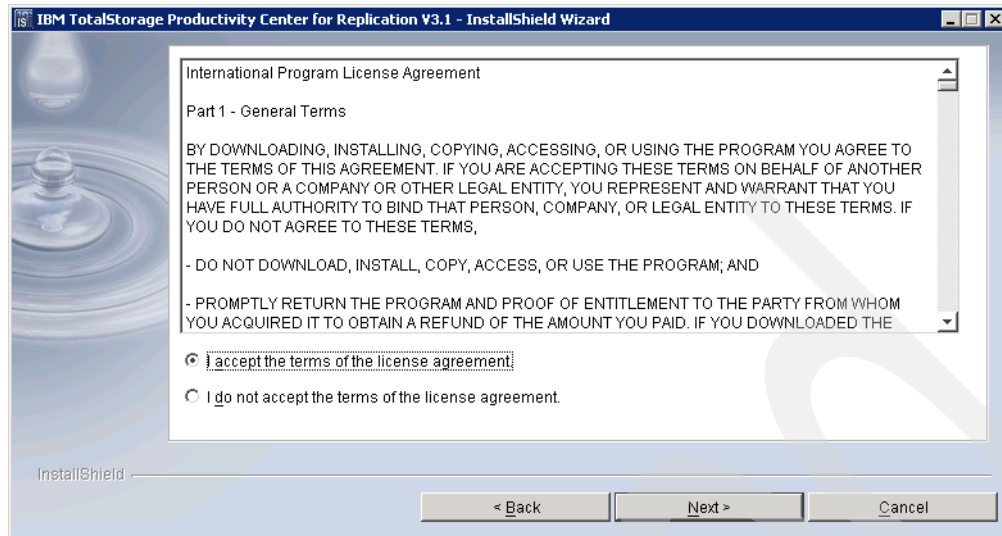 IBM TotalStorage Productivity Center for Replication V3.1 - InstallShield Wizard
International Program License Agreement
Part 1 - General Terms
BY DOWNLOADING, INSTALLING, COPYING, ACCESSING, OR USING THE PROGRAM YOU AGREE TO
THE TERMS OF THIS AGREEMENT. IF YOU ARE ACCEPTING THESE TERMS ON BEHALF OF ANOTHER
PERSON OR A COMPANY OR OTHER LEGAL ENTITY, YOU REPRESENT AND WARRANT THAT YOU
HAVE FULL AUTHORITY TO BIND THAT PERSON, COMPANY, OR LEGAL ENTITY TO THESE TERMS. IF
YOU DO NOT AGREE TO THESE TERMS,
- DO NOT DOWNLOAD, INSTALL, COPY, ACCESS, OR USE THE PROGRAM; AND
- PROMPTLY RETURN THE PROGRAM AND PROOF OF ENTITLEMENT TO THE PARTY FROM WHOM
YOU ACQUIRED IT TO OBTAIN A REFUND OF THE AMOUNT YOU PAID. IF YOU DOWNLOADED THE
I accept the terms of the license agreement.
I do not accept the terms of the license agreement.
InstallShield
< Back Next > Cancel